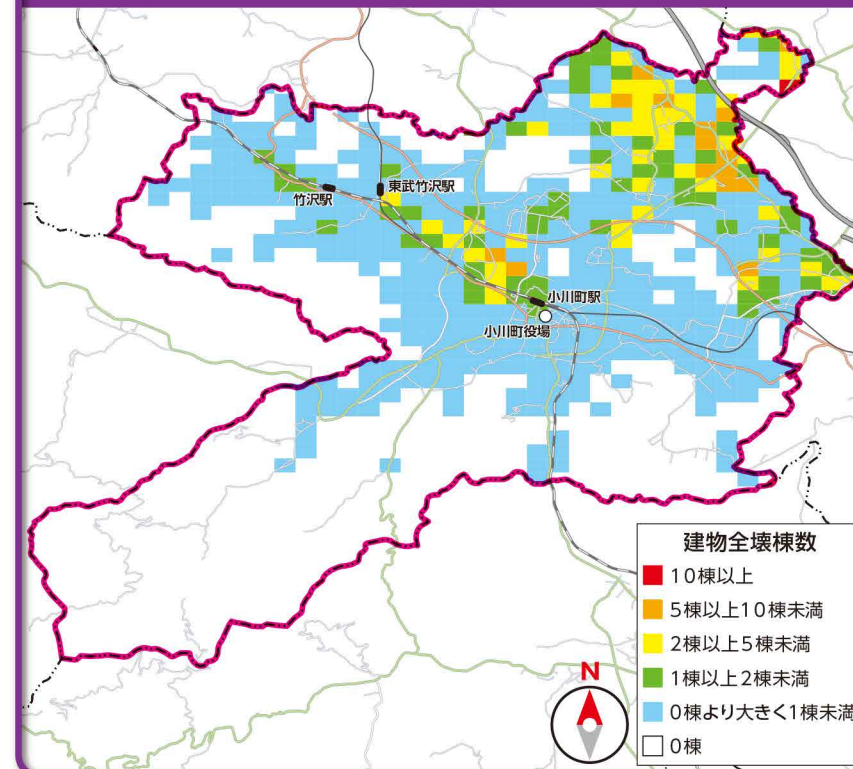 東武竹沢駅
竹沢駅
小川町駅
小川町役場
建物全壊棟数
10棟以上
5棟以上10棟未満
2棟以上5棟未満
1棟以上2棟未満
0棟より大きく1棟未満
0棟
N